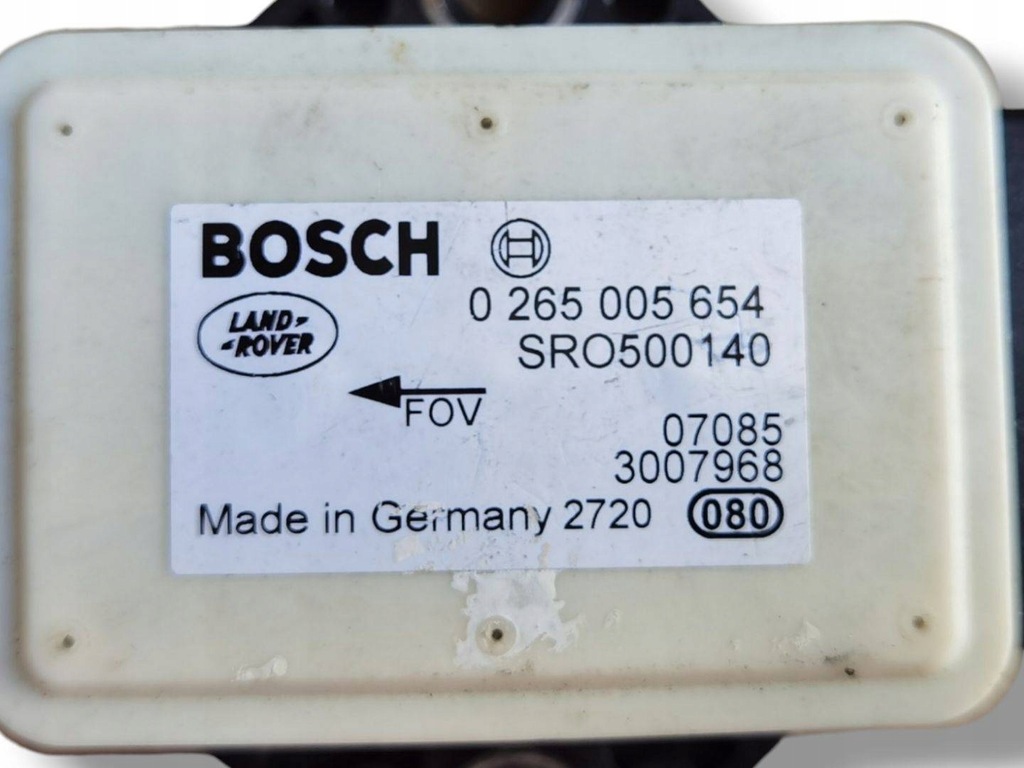 BOSCH
0 265 005 654
LAND-
-ROVER
SRO500140
FOV
07085
3007968
Made in Germany 2720 080